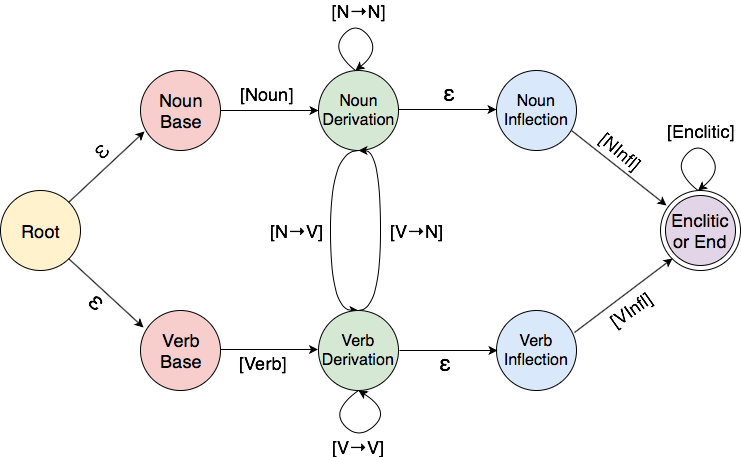 [N→N]
Noun
Base
[Noun]
Noun
Derivation
ε
Noun
Inflection
[NInfl]
[Enclitic]
ε
Root
[N→V]
[V→N]
Enclitic
or End
ε
Verb
Base
[Verb]
Verb
Derivation
ε
Verb
Inflection
[VInfl]
[V→V]